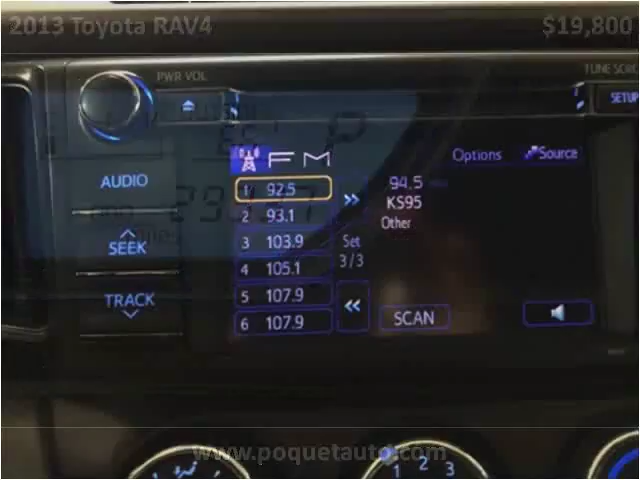 2013 Toyota RAV4 $19,800
PWR VOL
TUNE SCRO
SETUP
FM
Options Source
AUDIO
1 92.5
94.5
2 93.1
KS95
3 103.9
Other
SEEK
Set
3/3
4 105.1
TRACK
5 107.9
6 107.9
SCAN
www.poquetauto.com
1 2 3